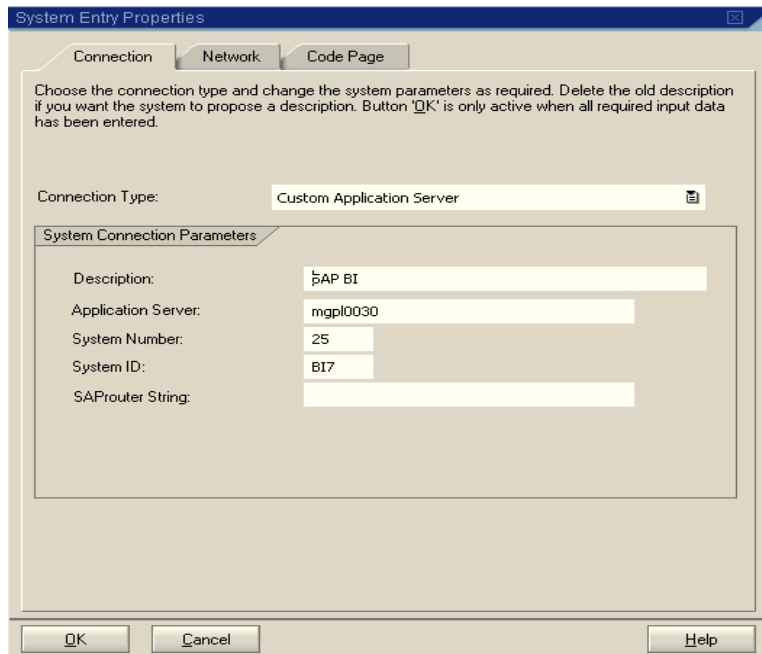 System Entry Properties
Connection
Network
Code Page
Choose the connection type and change the system parameters as required. Delete the old description
if you want the system to propose a description. Button 'OK' is only active when all required input data
has been entered.
Connection Type:
Custom Application Server
System Connection Parameters
Description:
SAP BI
Application Server:
mgpl0030
System Number:
25
System ID:
BI7
SAProuter String:
OK
Cancel
Help